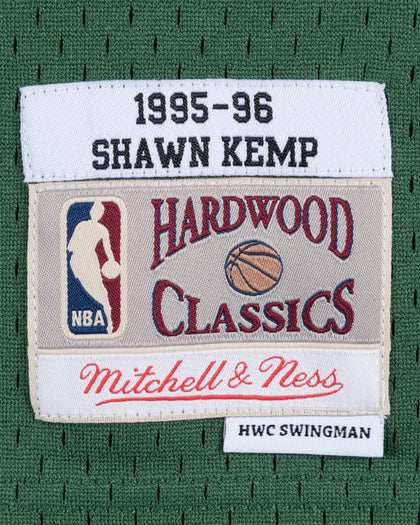 1995-96
SHAWN KEMP
HARDWOOD
CLASSICS
NBA
Mitchell & Ness
HWC SWINGMAN